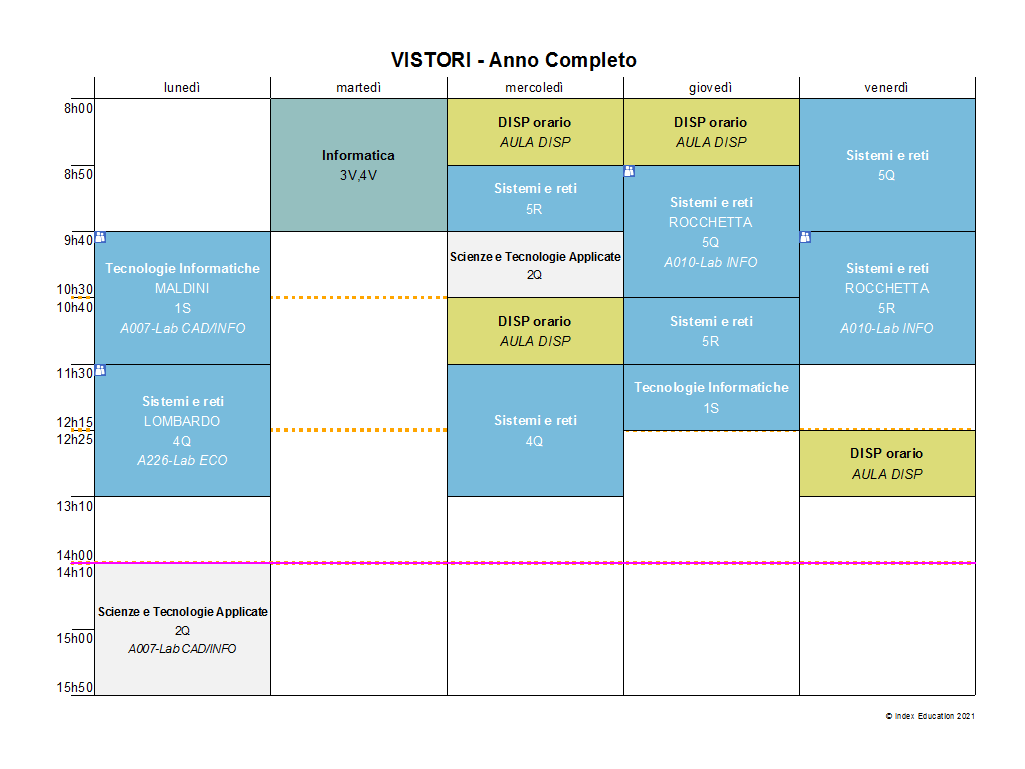 VISTORI - Anno Completo
lunedì martedì mercoledì giovedì venerdì
8h00
8h50
9h40
10h30
10h40
11h30
12h15
12h25
13h10
14h00
14h10
15h00
15h50
Tecnologie Informatiche
MALDINI
1S
A007-Lab CAD/INFO
Sistemi e reti
LOMBARDO
4Q
A226-Lab ECO
Scienze e Tecnologie Applicate
2Q
A007-Lab CAD/INFO
Informatica
3V,4V
DISP orario
AULA DISP
Sistemi e reti
5R
Scienze e Tecnologie Applicate
2Q
DISP orario
AULA DISP
Sistemi e reti
4Q
DISP orario
AULA DISP
Sistemi e reti
ROCCHETTA
5Q
A010-Lab INFO
Sistemi e reti
5R
Tecnologie Informatiche
1S
Sistemi e reti
5Q
Sistemi e reti
ROCCHETTA
5R
A010-Lab INFO
DISP orario
AULA DISP
© Index Education 2021